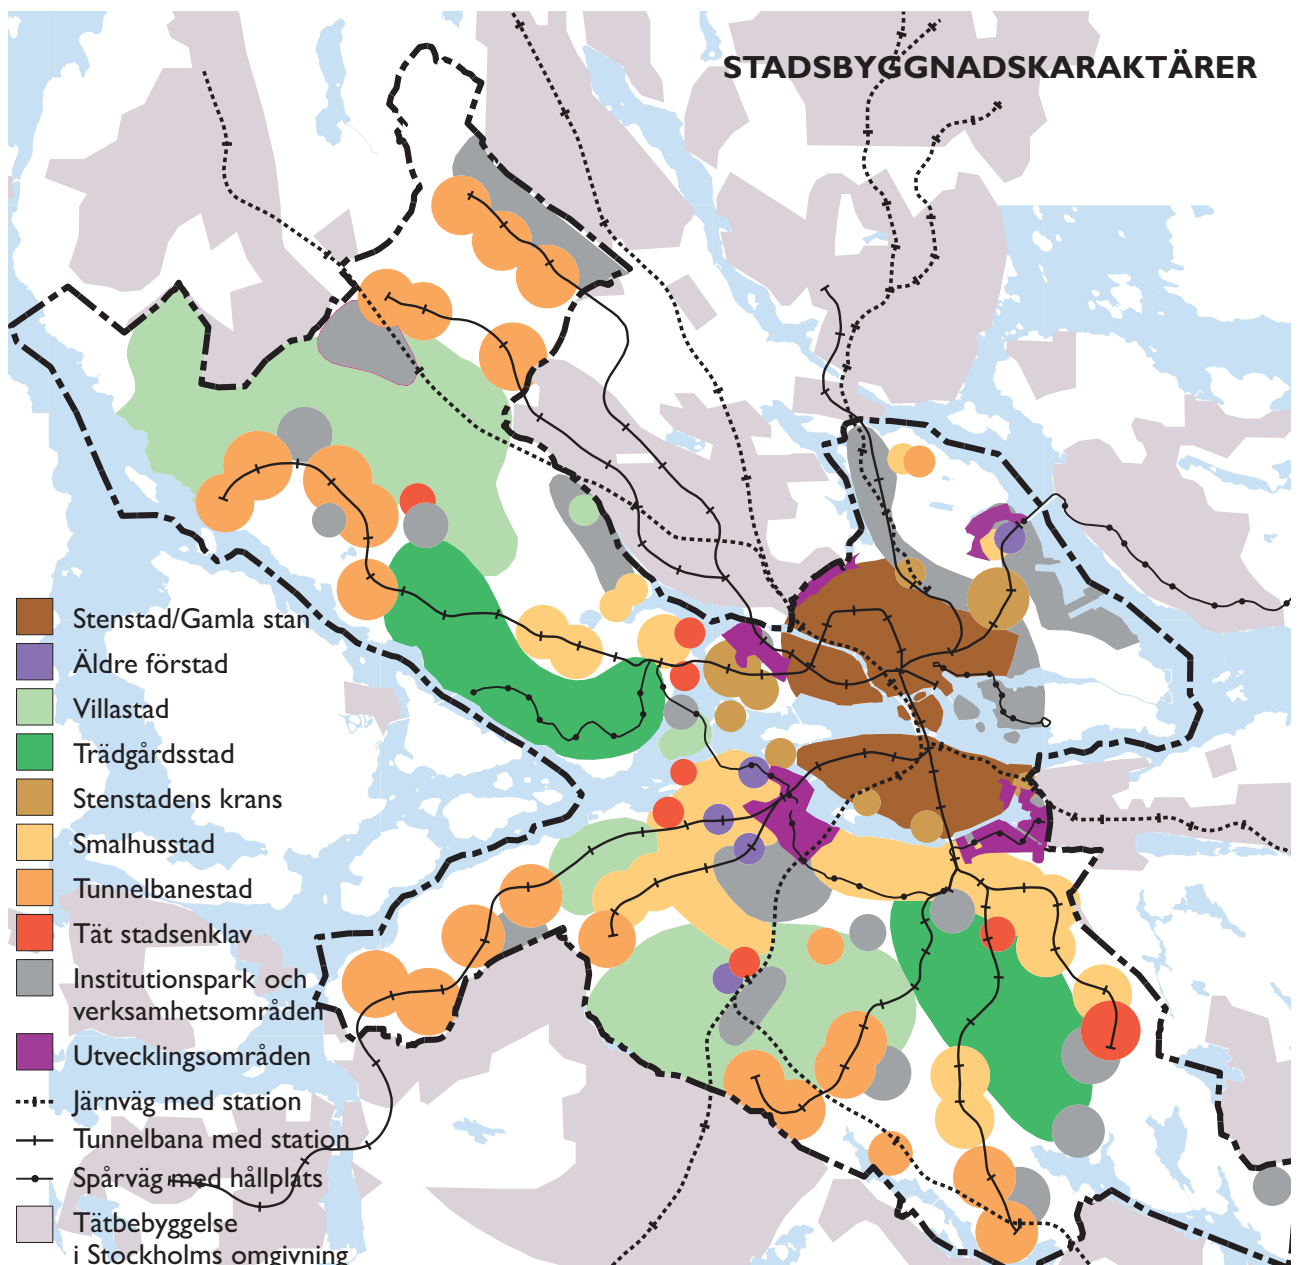 STADSBYGGNADSKARAKTÄRER
Stenstad/Gamla stan
Äldre förstad
Villastad
Trädgårdsstad
Stenstadens krans
Smalhusstad
Tunnelbanestad
Tät stadsenklav
Institutionspark och
verksamhetsområden
Utvecklingsområden
Järnväg med station
Tunnelbana med station
Spårväg med hållplats
Tätbebyggelse
i Stockholms omgivning